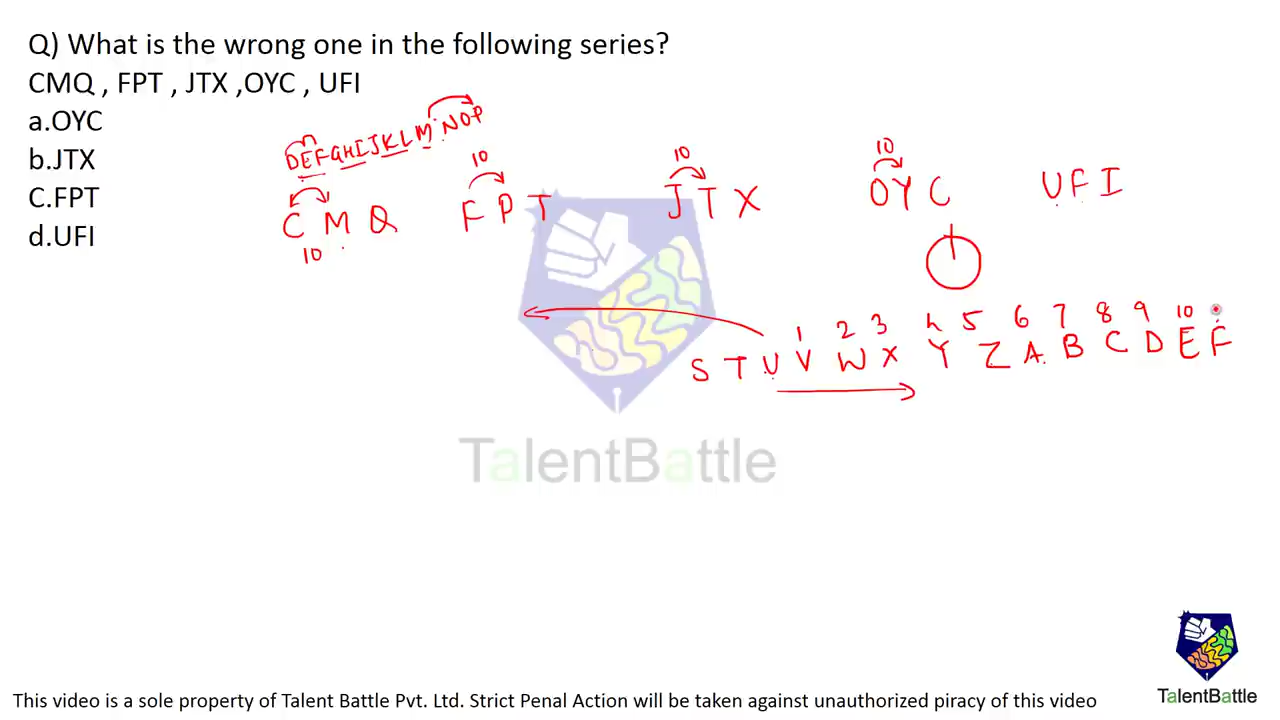 Q) What is the wrong one in the following series?
CMQ , FPT , JTX ,OYC , UFI
a.OYC
b.JTX
C.FPT
d.UFI
DEFGHIJKLMNOP
10 10 10
C M Q F P T J T X O Y C U F I
10
1 2 3 4 5 6 7 8 9 10
S T U V W X Y Z A B C D E F
TalentBattle
TalentBattle
This video is a sole property of Talent Battle Pvt. Ltd. Strict Penal Action will be taken against unauthorized piracy of this video